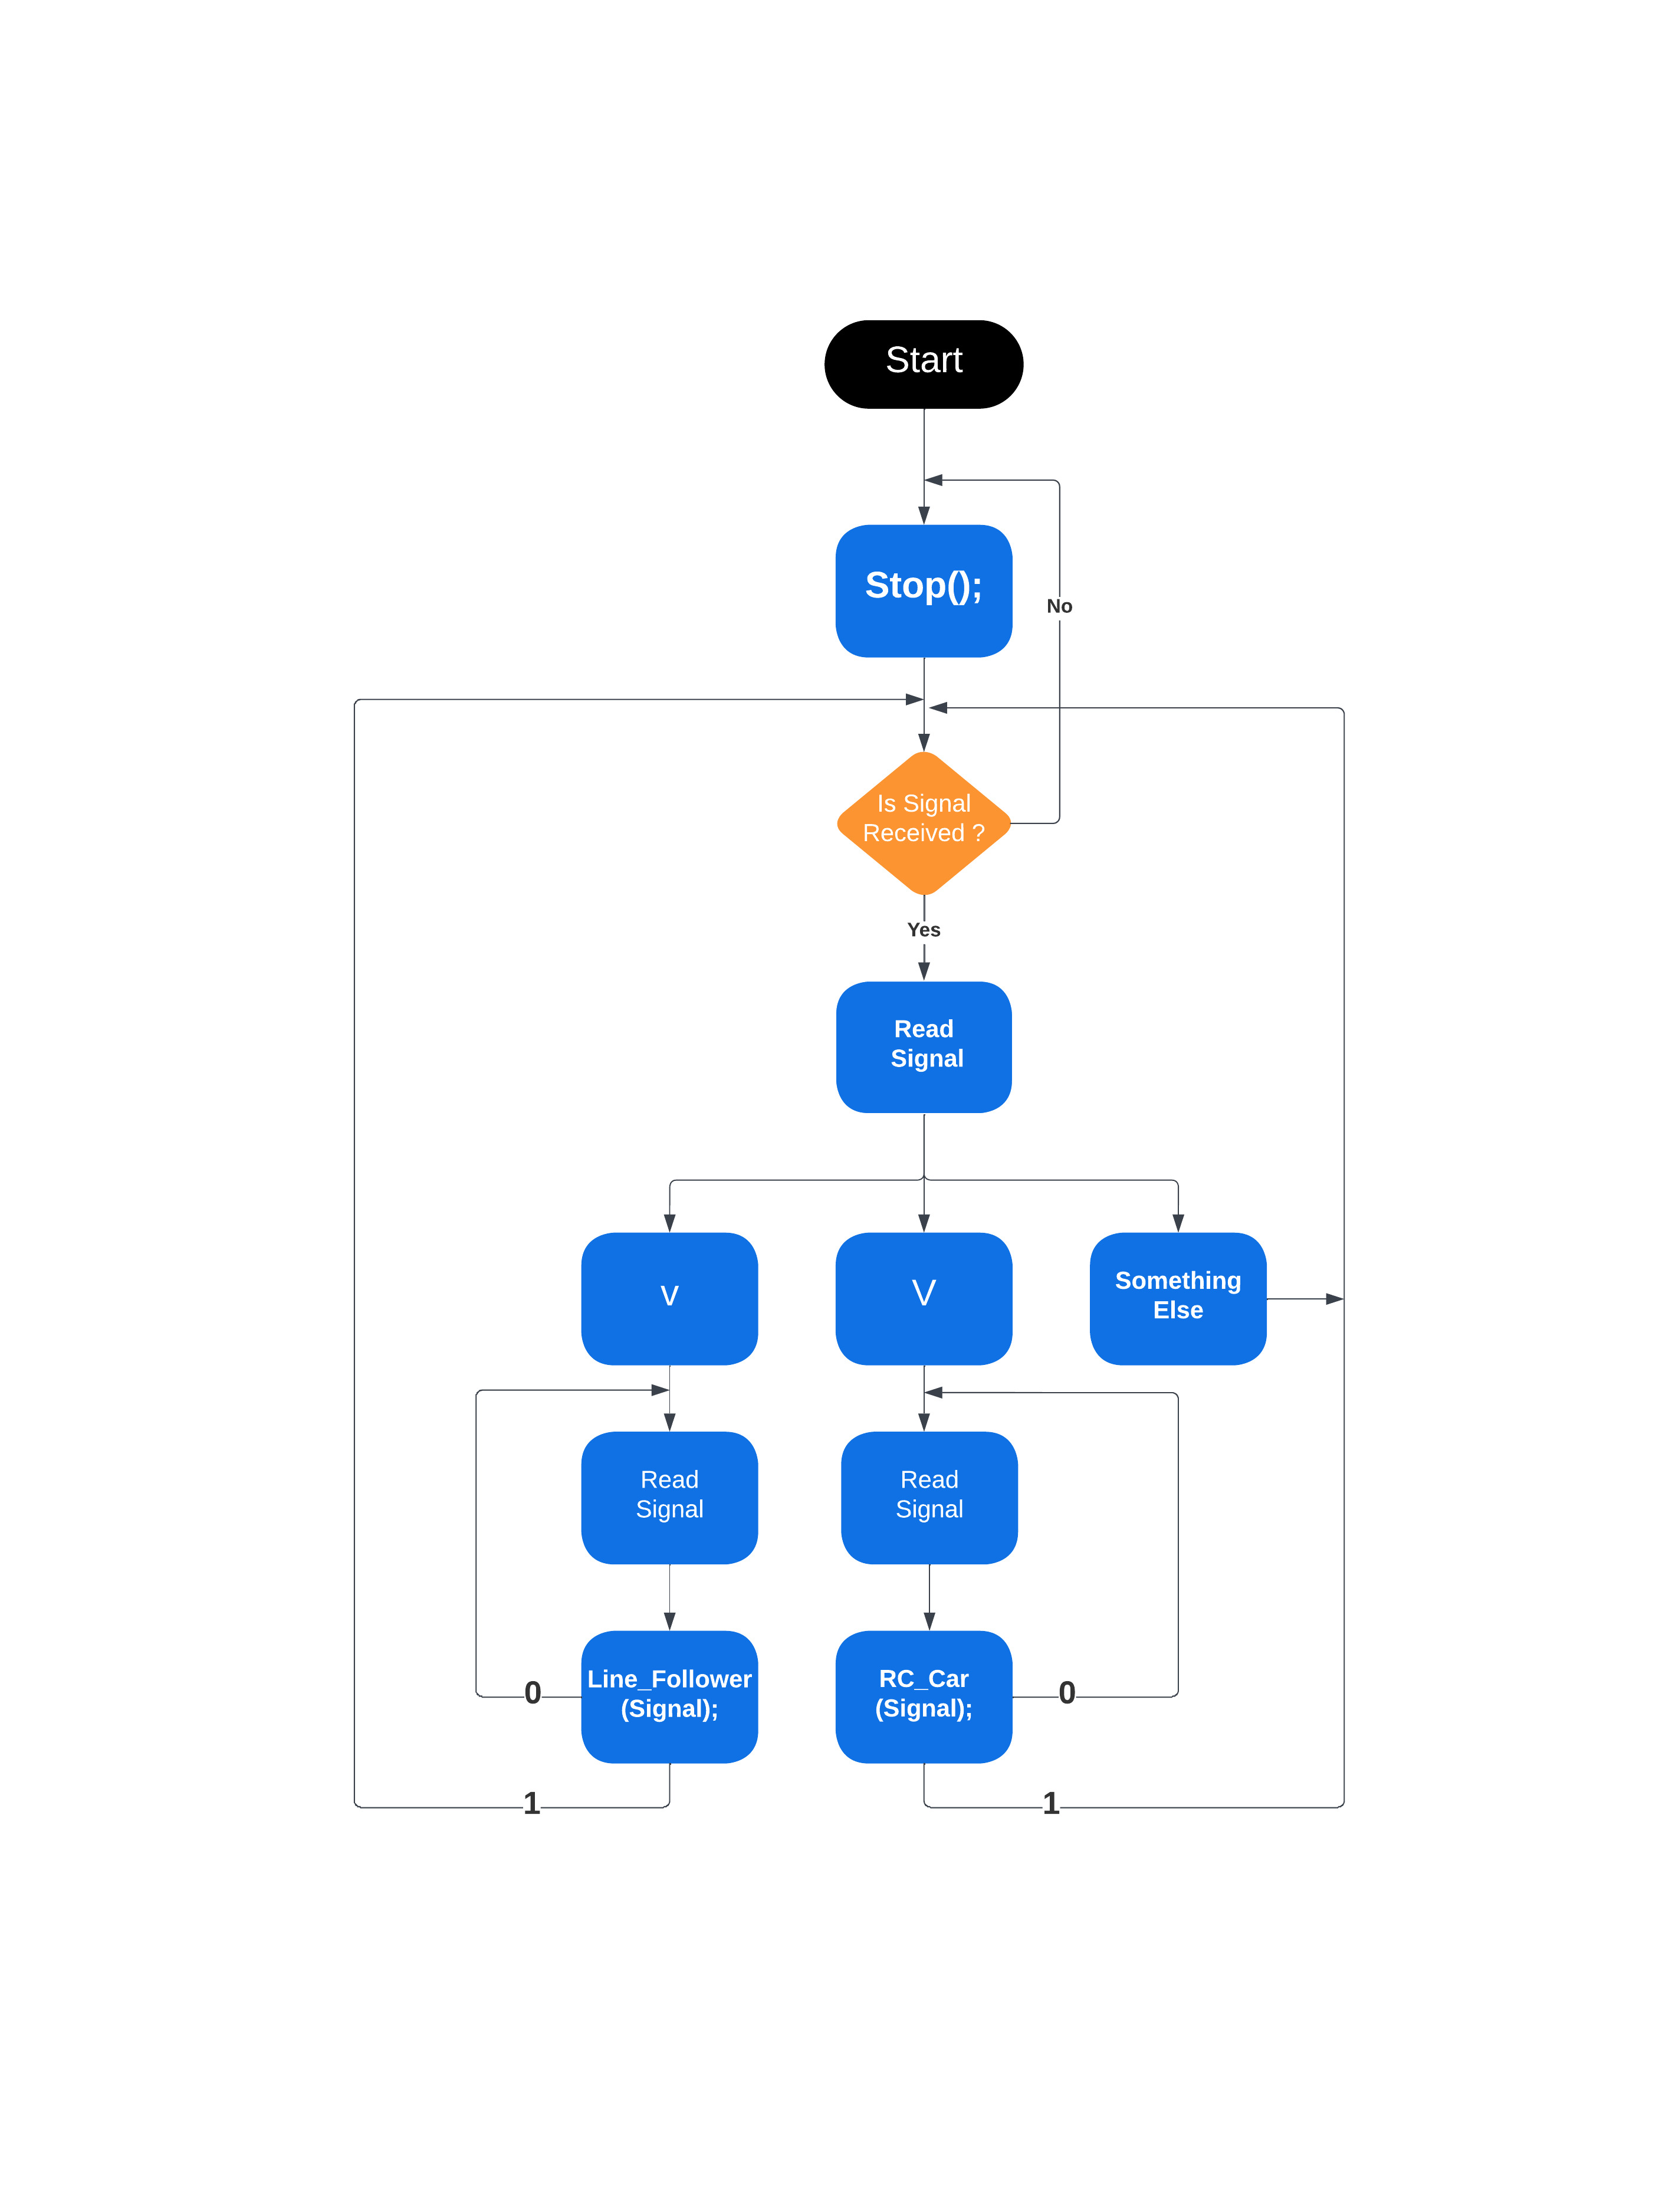 Start
Stop();
No
Is Signal
Received ?
Yes
Read
Signal
v
V
Something
Else
Read
Signal
Read
Signal
Line_Follower
(Signal);
RC_Car
(Signal);
0
0
1
1